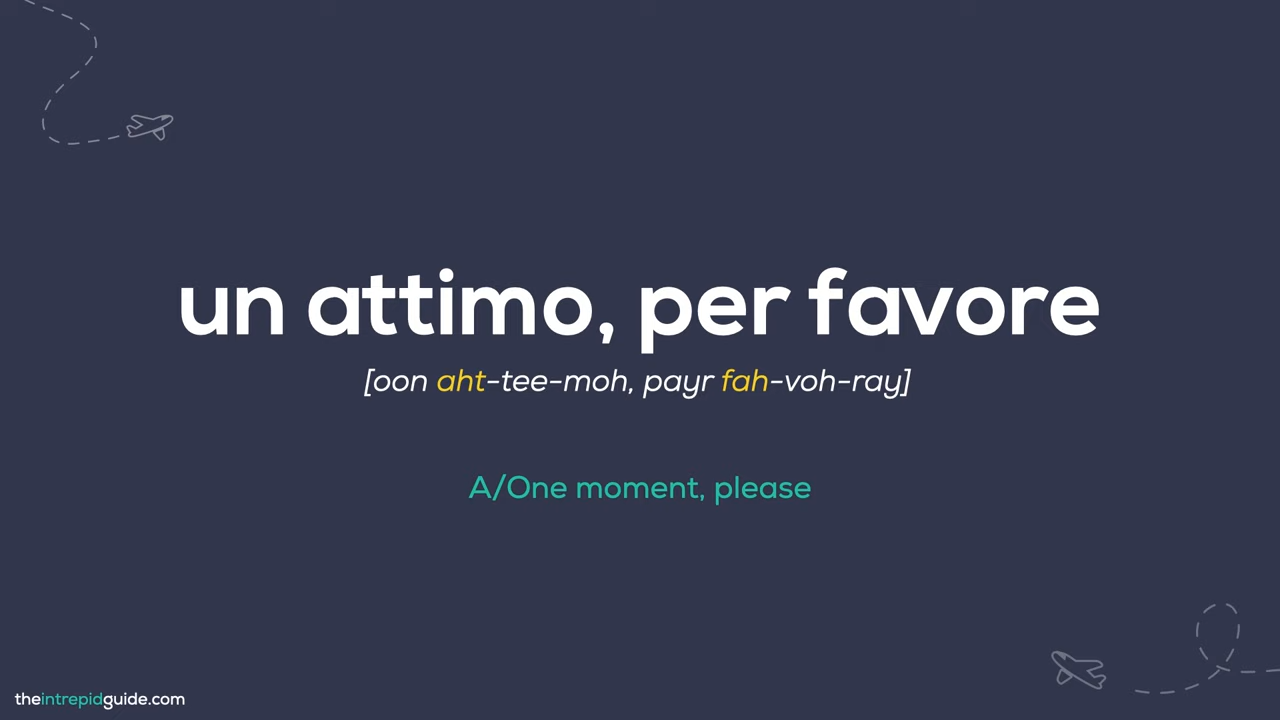 un attimo, per favore
[oon aht-tee-moh, payr fah-voh-ray]
A/One moment, please
theintrepidguide.com